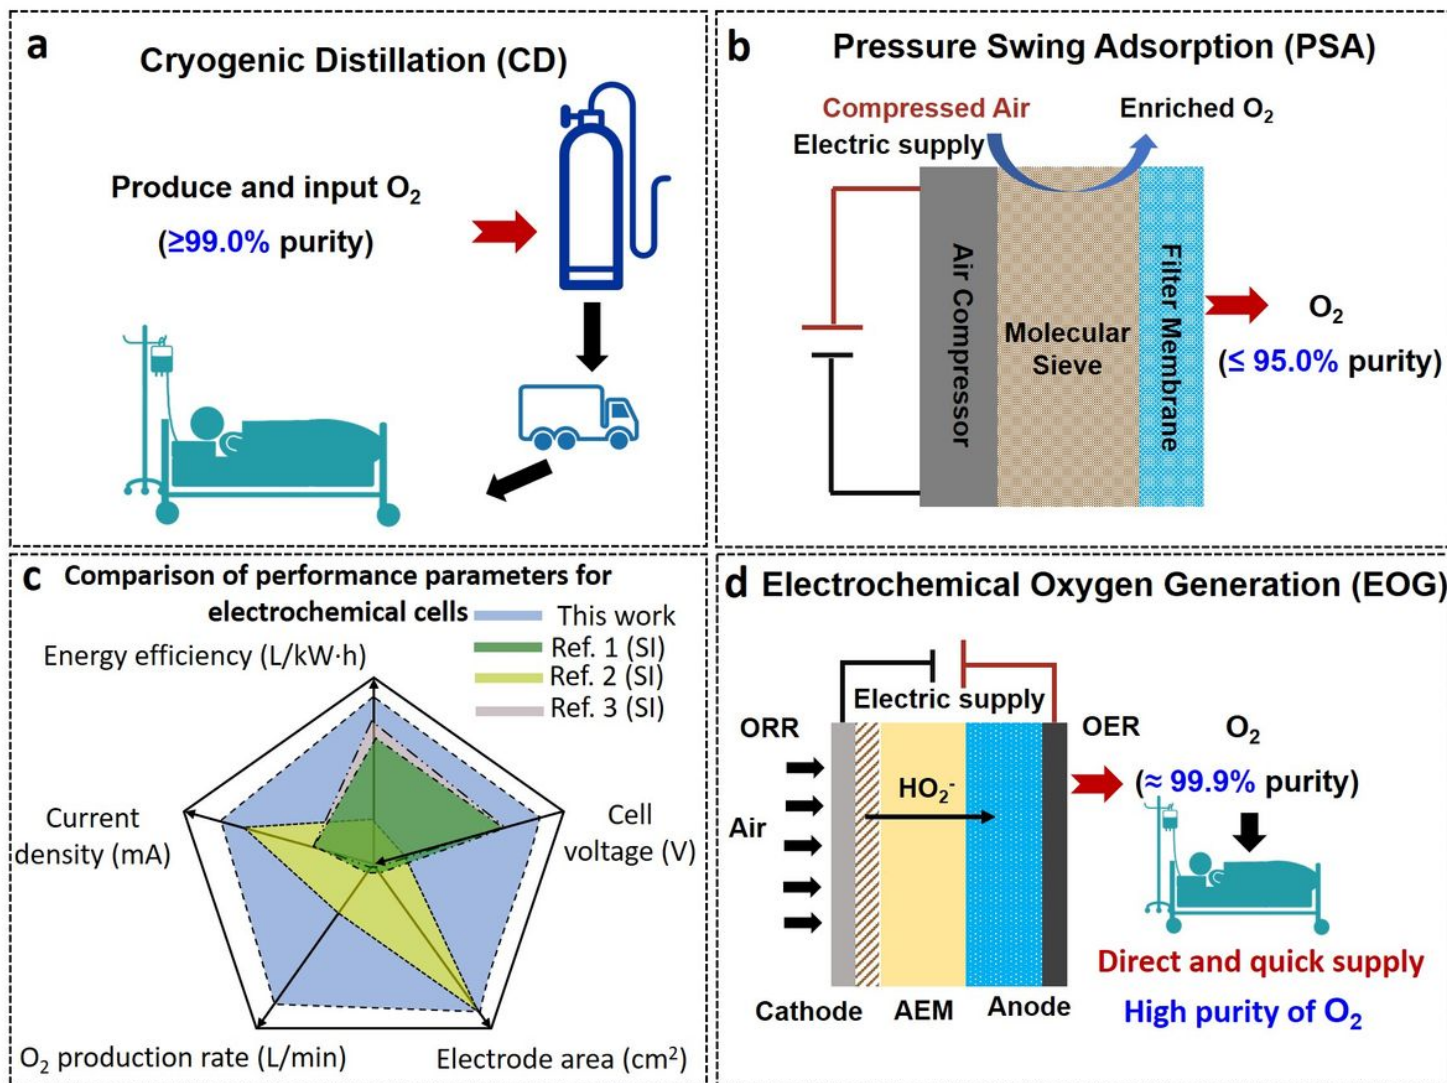 a
Cryogenic Distillation (CD)
Produce and input O₂
(≥99.0% purity)
b
Pressure Swing Adsorption (PSA)
Compressed Air
Enriched O₂
Electric supply
Air Compressor
Molecular
Sieve
Filter Membrane
O₂
(≤ 95.0% purity)
c
Comparison of performance parameters for
electrochemical cells
This work
Ref. 1 (SI)
Ref. 2 (SI)
Ref. 3 (SI)
Energy efficiency (L/kW·h)
Current
density (mA)
Cell
voltage (V)
O₂ production rate (L/min)
Electrode area (cm²)
d
Electrochemical Oxygen Generation (EOG)
Electric supply
ORR
OER
O₂
(≈ 99.9% purity)
HO₂⁻
Air
Cathode
AEM
Anode
Direct and quick supply
High purity of O₂